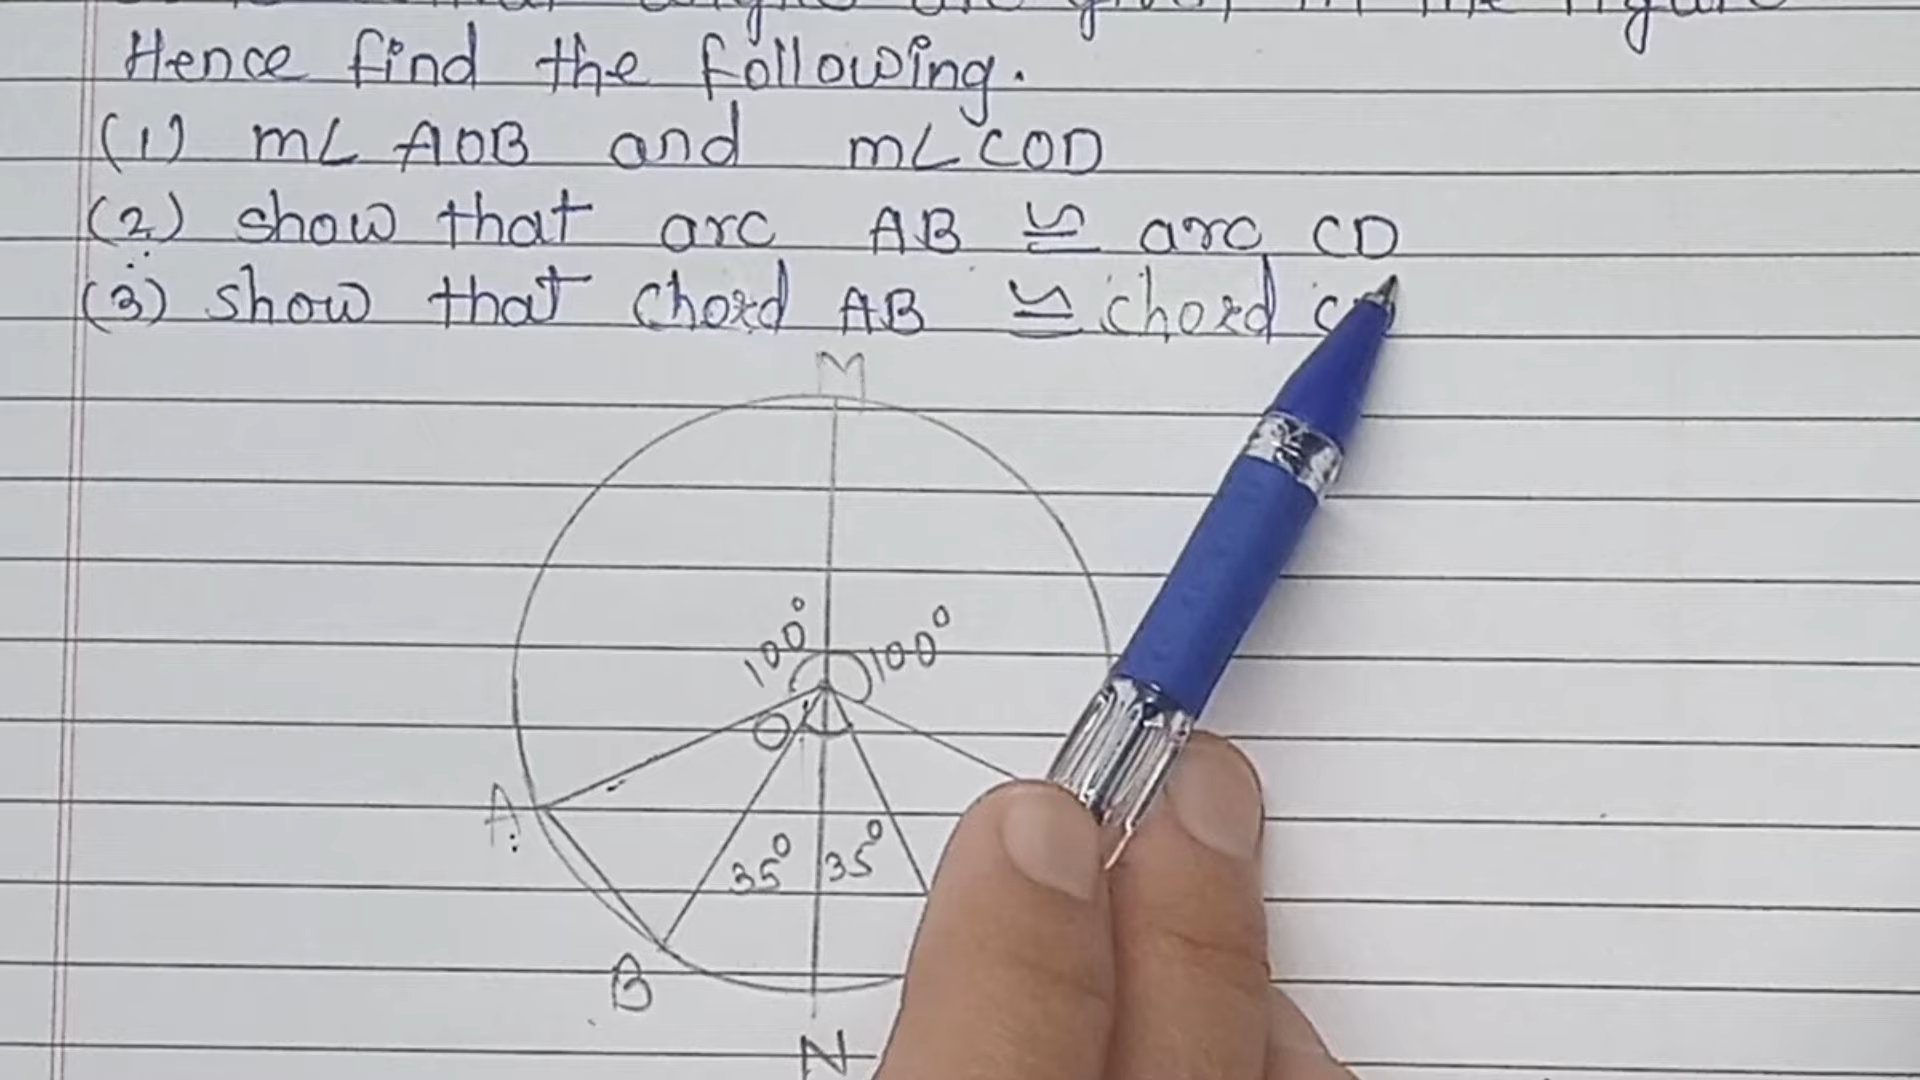 Hence find the following.
(1) m∠ AOB and m∠COD
(2) show that arc AB ≅ arc CD
(3) show that chord AB ≅ chord
M
100° 100°
O
A
35° 35°
B
N